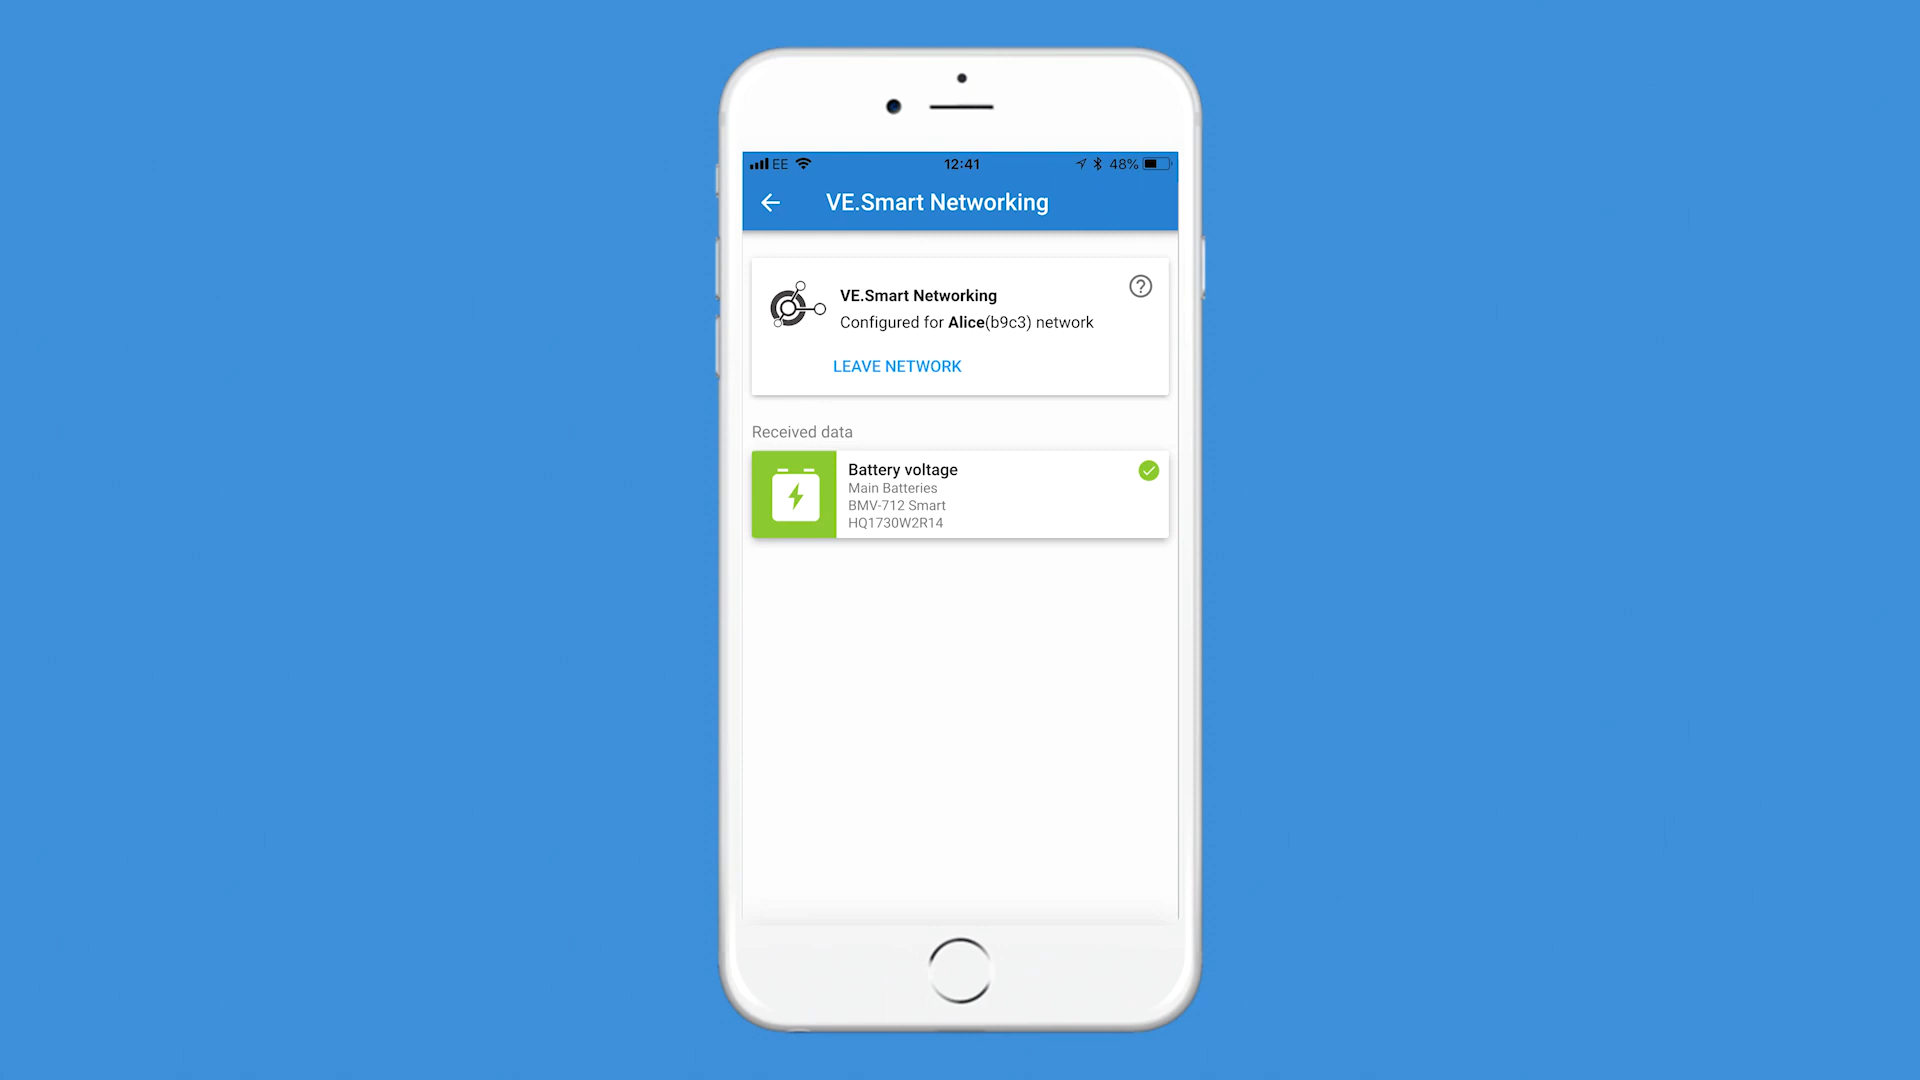 EE 12:41 48%
VE.Smart Networking
VE.Smart Networking
Configured for Alice(b9c3) network
LEAVE NETWORK
Received data
Battery voltage
Main Batteries
BMV-712 Smart
HQ1730W2R14